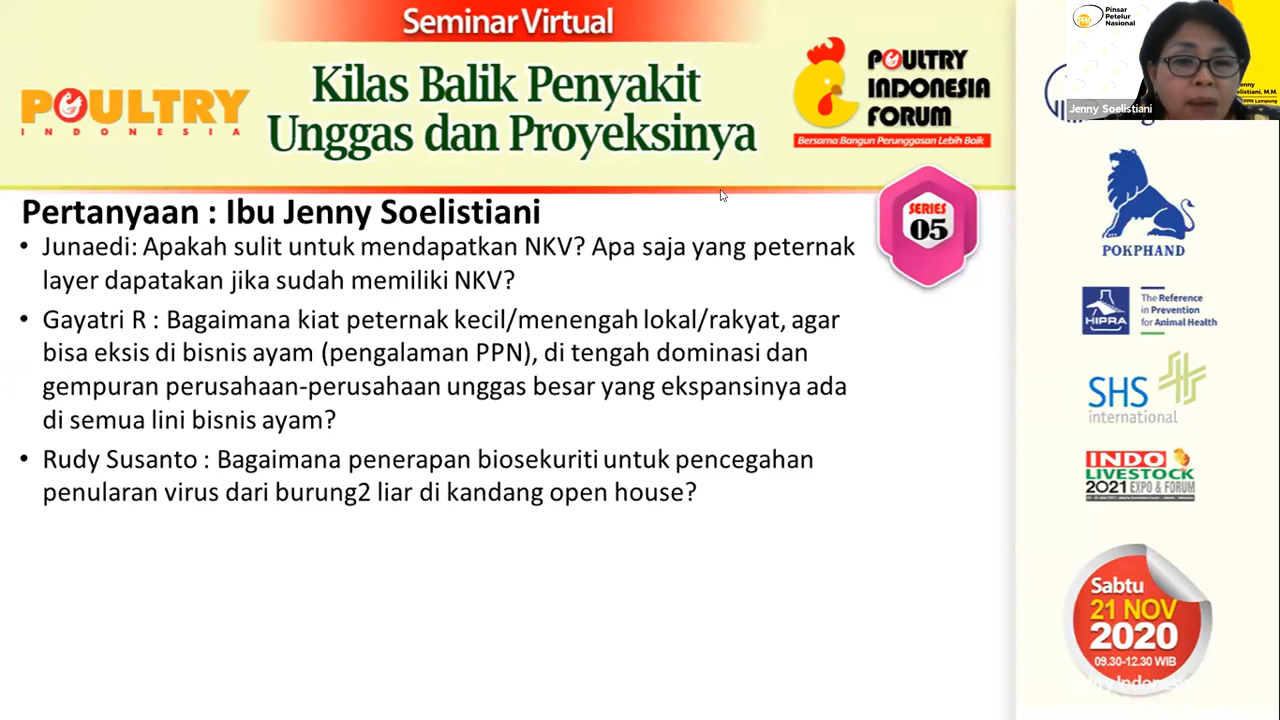 Seminar Virtual
Kilas Balik Penyakit
Unggas dan Proyeksinya
POULTRY
INDONESIA
POULTRY
INDONESIA
FORUM
Bersama Bangun Perunggasan Lebih Baik
Pinsar
Petelur
Nasional
Jenny Soelistiani
SERIES
05
Pertanyaan : Ibu Jenny Soelistiani
• Junaedi: Apakah sulit untuk mendapatkan NKV? Apa saja yang peternak
layer dapatakan jika sudah memiliki NKV?
• Gayatri R : Bagaimana kiat peternak kecil/menengah lokal/rakyat, agar
bisa eksis di bisnis ayam (pengalaman PPN), di tengah dominasi dan
gempuran perusahaan-perusahaan unggas besar yang ekspansinya ada
di semua lini bisnis ayam?
• Rudy Susanto : Bagaimana penerapan biosekuriti untuk pencegahan
penularan virus dari burung2 liar di kandang open house?
POKPHAND
HIPRA
The Reference
in Prevention
for Animal Health
SHS
international
INDO
LIVESTOCK
2021 EXPO & FORUM
Sabtu
21 NOV
2020
09.30-12.30 WIB